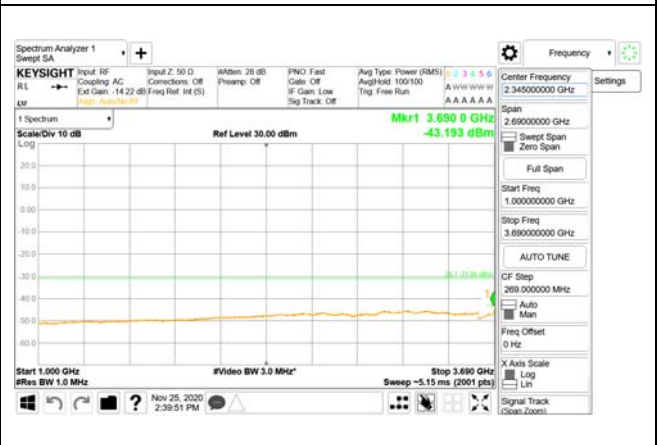 Spectrum Analyzer 1
Swept SA
Frequency
KEYSIGHT
RL
Input: RF
Coupling: AC
Ext Gain: -14.22 dB
Align: Auto/No RF
Input Z: 50 Ω
Corrections: Off
Freq Ref: Int (S)
#Atten: 28 dB
Preamp: Off
PNO: Fast
Gate: Off
IF Gain: Low
Sig Track: Off
Avg Type: Power (RMS)
Avg|Hold: 100/100
Trig: Free Run
1 2 3 4 5 6
A W W W W W
A A A A A A
1 Spectrum
Scale/Div 10 dB
Ref Level 30.00 dBm
Mkr1 3.690 0 GHz
-43.193 dBm
Log
20.0
10.0
0.00
-10.0
-20.0
-30.0
-40.0
-50.0
-60.0
1
Start 1.000 GHz
#Video BW 3.0 MHz*
Stop 3.690 GHz
#Res BW 1.0 MHz
Sweep ~5.15 ms (2001 pts)
Nov 25, 2020
2:39:51 PM
Center Frequency
2.345000000 GHz
Settings
Span
2.69000000 GHz
Swept Span
Zero Span
Full Span
Start Freq
1.000000000 GHz
Stop Freq
3.690000000 GHz
AUTO TUNE
CF Step
269.000000 MHz
Auto
Man
Freq Offset
0 Hz
X Axis Scale
Log
Lin
Signal Track
(Span Zoom)